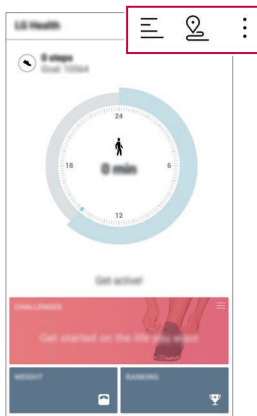 LG Health
0 steps
Goal: 10364
24
18
6
0 min
12
Get active!
CHALLENGES
Get started on the life you want
WEIGHT
RANKING